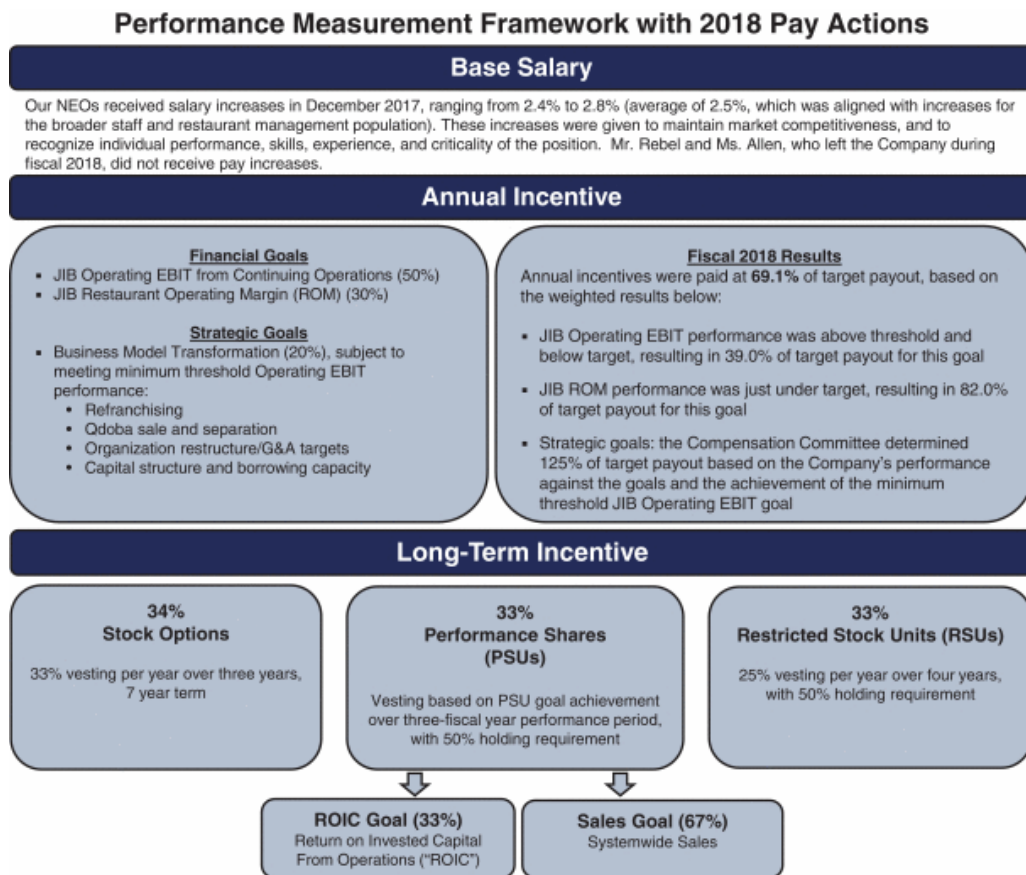 Performance Measurement Framework with 2018 Pay Actions
Base Salary
Our NEOs received salary increases in December 2017, ranging from 2.4% to 2.8% (average of 2.5%, which was aligned with increases for
the broader staff and restaurant management population). These increases were given to maintain market competitiveness, and to
recognize individual performance, skills, experience, and criticality of the position.  Mr. Rebel and Ms. Allen, who left the Company during
fiscal 2018, did not receive pay increases.
Annual Incentive
Financial Goals
▪ JIB Operating EBIT from Continuing Operations (50%)
▪ JIB Restaurant Operating Margin (ROM) (30%)
Strategic Goals
▪ Business Model Transformation (20%), subject to
meeting minimum threshold Operating EBIT
performance:
• Refranchising
• Qdoba sale and separation
• Organization restructure/G&A targets
• Capital structure and borrowing capacity
Fiscal 2018 Results
Annual incentives were paid at 69.1% of target payout, based on
the weighted results below:
▪ JIB Operating EBIT performance was above threshold and
below target, resulting in 39.0% of target payout for this goal
▪ JIB ROM performance was just under target, resulting in 82.0%
of target payout for this goal
▪ Strategic goals: the Compensation Committee determined
125% of target payout based on the Company's performance
against the goals and the achievement of the minimum
threshold JIB Operating EBIT goal
Long-Term Incentive
34%
Stock Options
33% vesting per year over three years,
7 year term
33%
Performance Shares
(PSUs)
Vesting based on PSU goal achievement
over three-fiscal year performance period,
with 50% holding requirement
33%
Restricted Stock Units (RSUs)
25% vesting per year over four years,
with 50% holding requirement
ROIC Goal (33%)
Return on Invested Capital
From Operations ("ROIC")
Sales Goal (67%)
Systemwide Sales